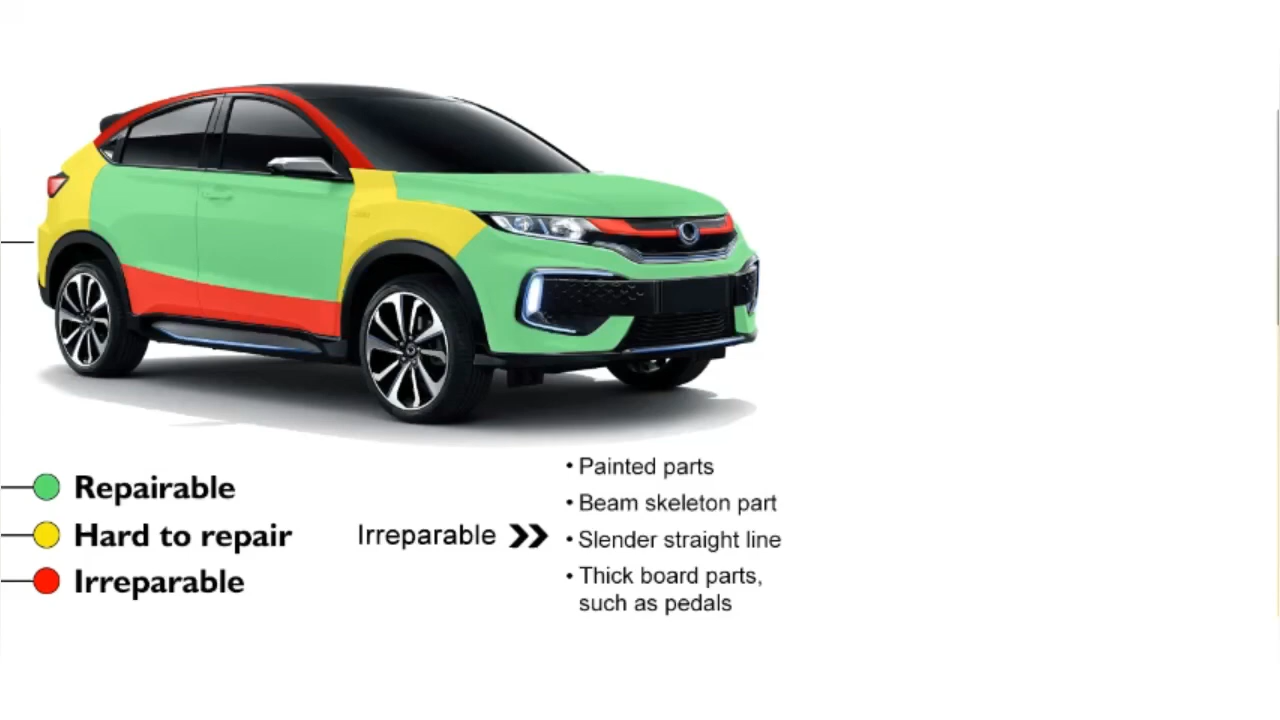 Repairable
Hard to repair
Irreparable
Irreparable
• Painted parts
• Beam skeleton part
• Slender straight line
• Thick board parts,
such as pedals